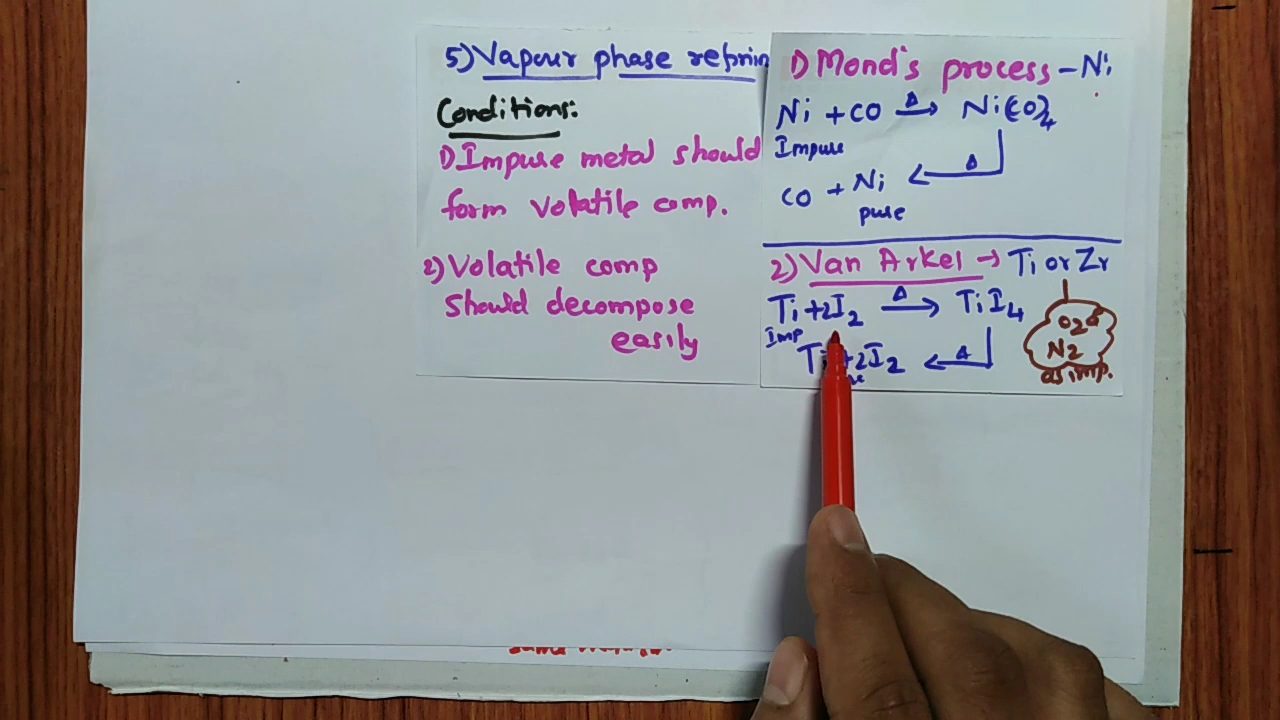 5) Vapour phase refinin
Conditions:
1) Impure metal should
form volatile comp.
2) Volatile comp
should decompose
easily
1) Mond's process - Ni
Ni + CO Δ→ Ni(CO)4
Impure
Δ
CO + Ni
pure
2) Van Arkel → Ti or Zr
Ti + 2I2 Δ→ TiI4
Imp
O2&
N2
as imp.
Ti + 2I2 ← Δ